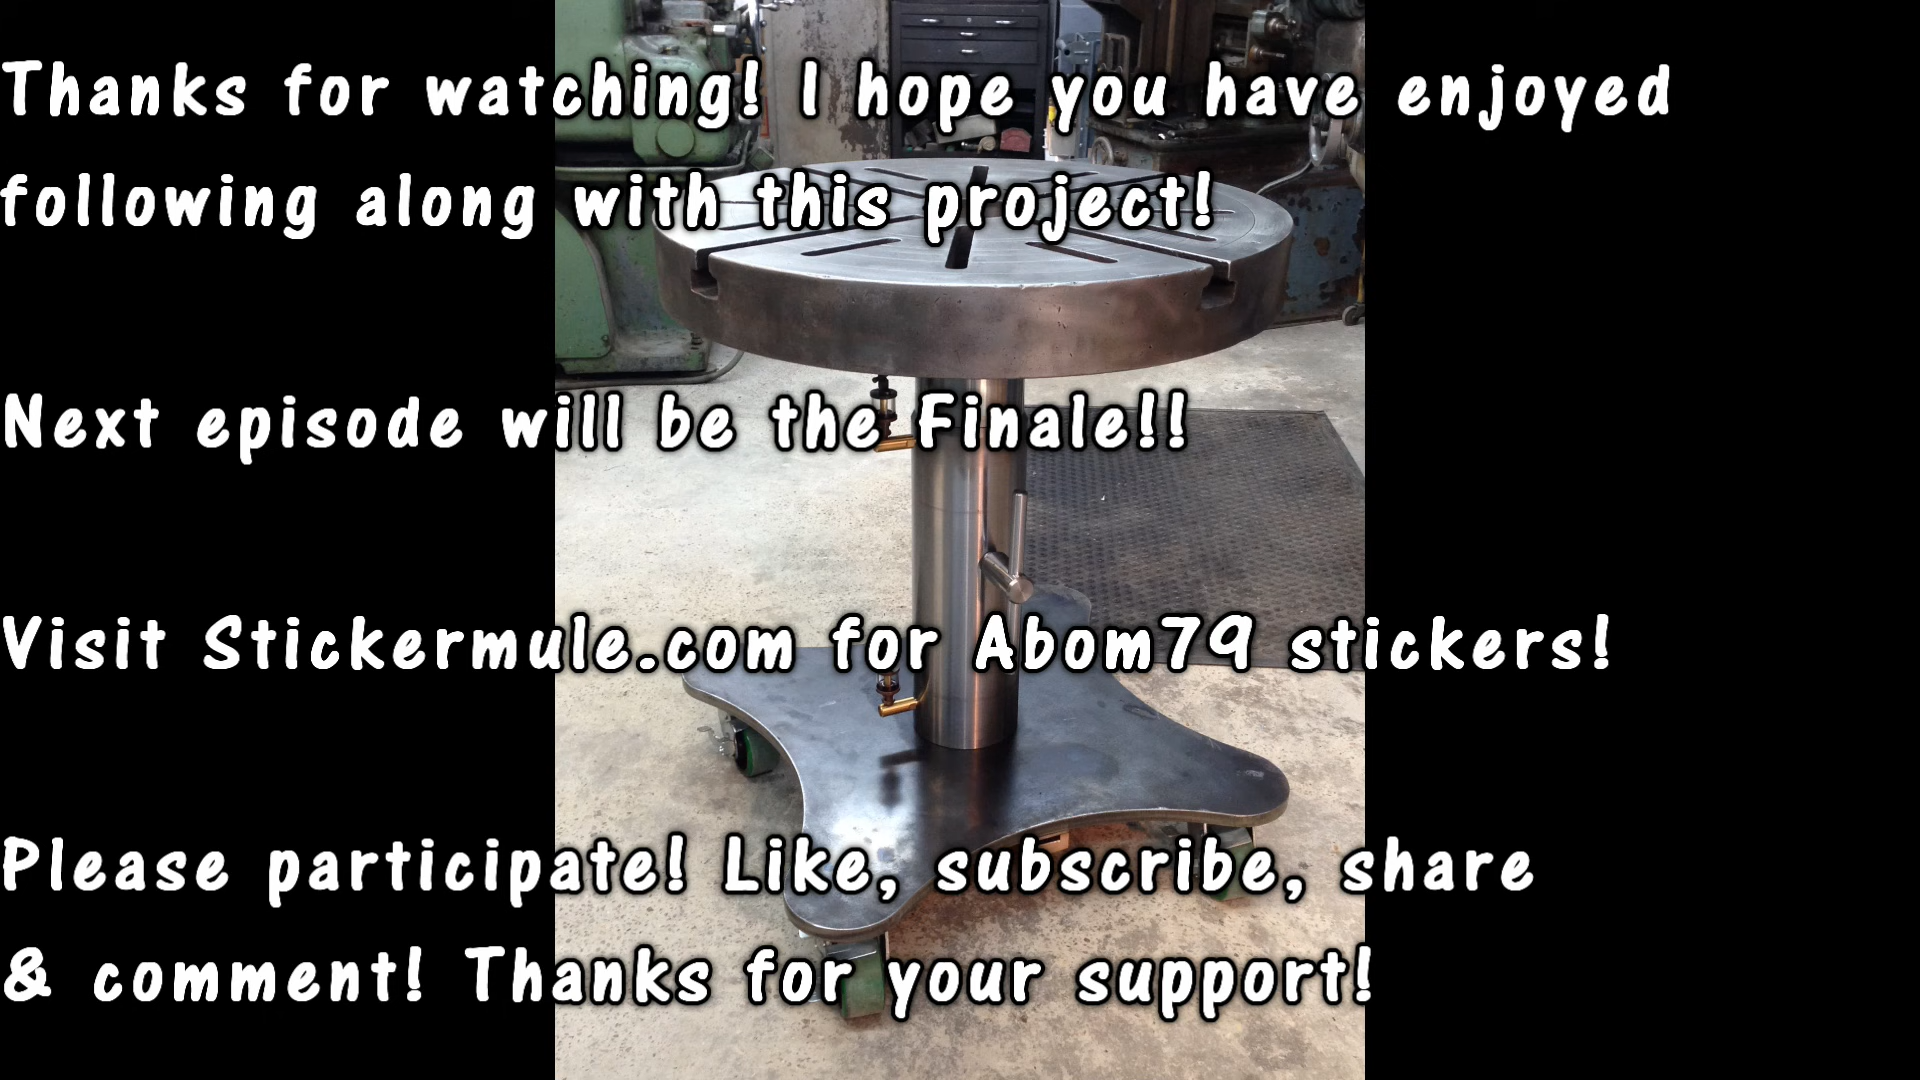 Thanks for watching! I hope you have enjoyed
following along with this project!
Next episode will be the Finale!!
Visit Stickermule.com for Abom79 stickers!
Please participate! Like, subscribe, share
& comment! Thanks for your support!